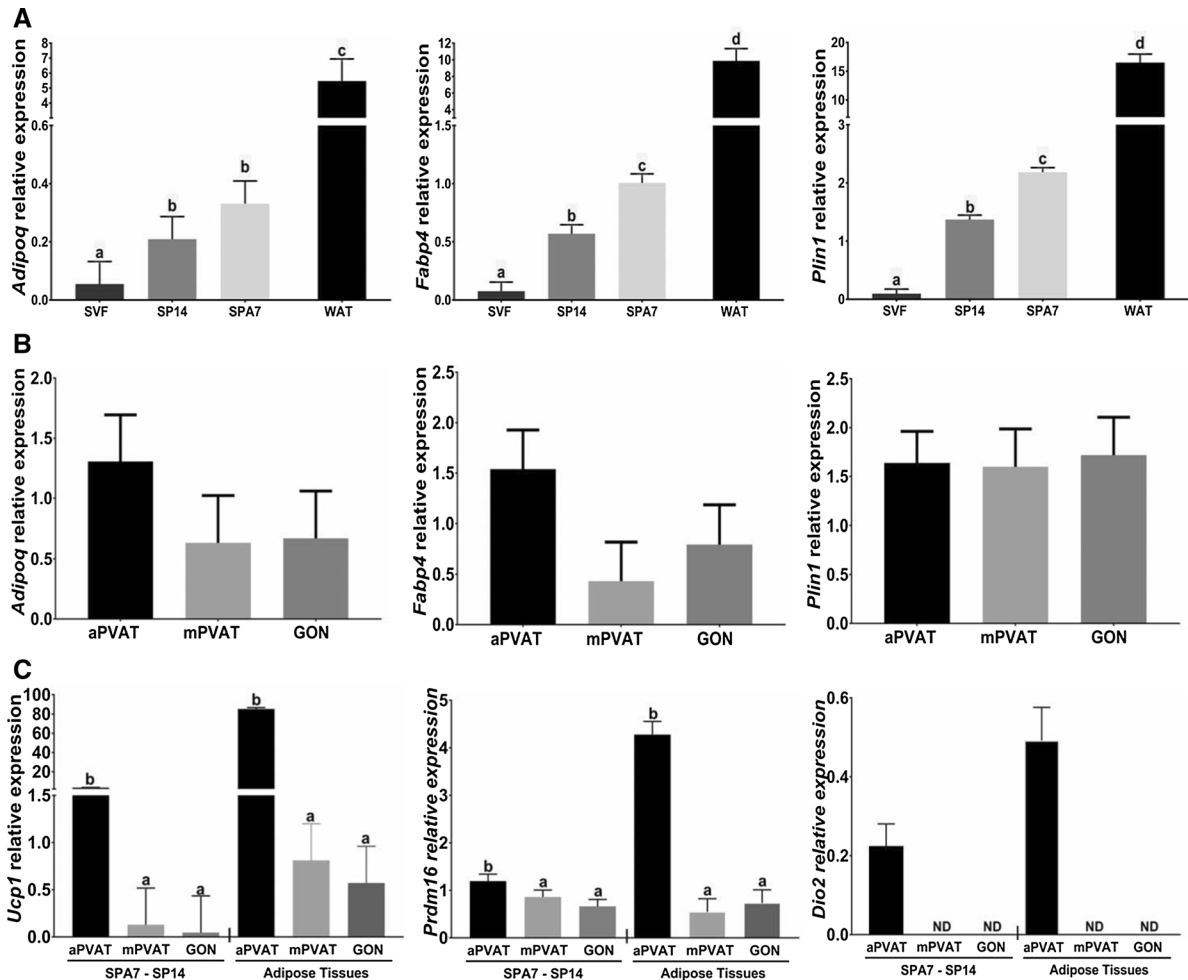 A
Adipoq relative expression
8
7
6
5
4
0.6
0.4
0.2
0.0
a
b
b
c
SVF SP14 SPA7 WAT
Fabp4 relative expression
12
10
8
6
4
1.5
1.0
0.5
0.0
a
b
c
d
SVF SP14 SPA7 WAT
Plin1 relative expression
20
15
10
3
2
1
0
a
b
c
d
SVF SP14 SPA7 WAT
B
Adipoq relative expression
2.0
1.5
1.0
0.5
0.0
aPVAT mPVAT GON
Fabp4 relative expression
2.5
2.0
1.5
1.0
0.5
0.0
aPVAT mPVAT GON
Plin1 relative expression
2.5
2.0
1.5
1.0
0.5
0.0
aPVAT mPVAT GON
C
Ucp1 relative expression
100
80
60
40
20
1.5
1.0
0.5
0.0
b
a
a
b
a
a
aPVAT mPVAT GON aPVAT mPVAT GON
SPA7 - SP14 Adipose Tissues
Prdm16 relative expression
5
4
3
2
1
0
b
a
a
b
a
a
aPVAT mPVAT GON aPVAT mPVAT GON
SPA7 - SP14 Adipose Tissues
Dio2 relative expression
0.6
0.4
0.2
0.0
ND ND ND ND
aPVAT mPVAT GON aPVAT mPVAT GON
SPA7 - SP14 Adipose Tissues